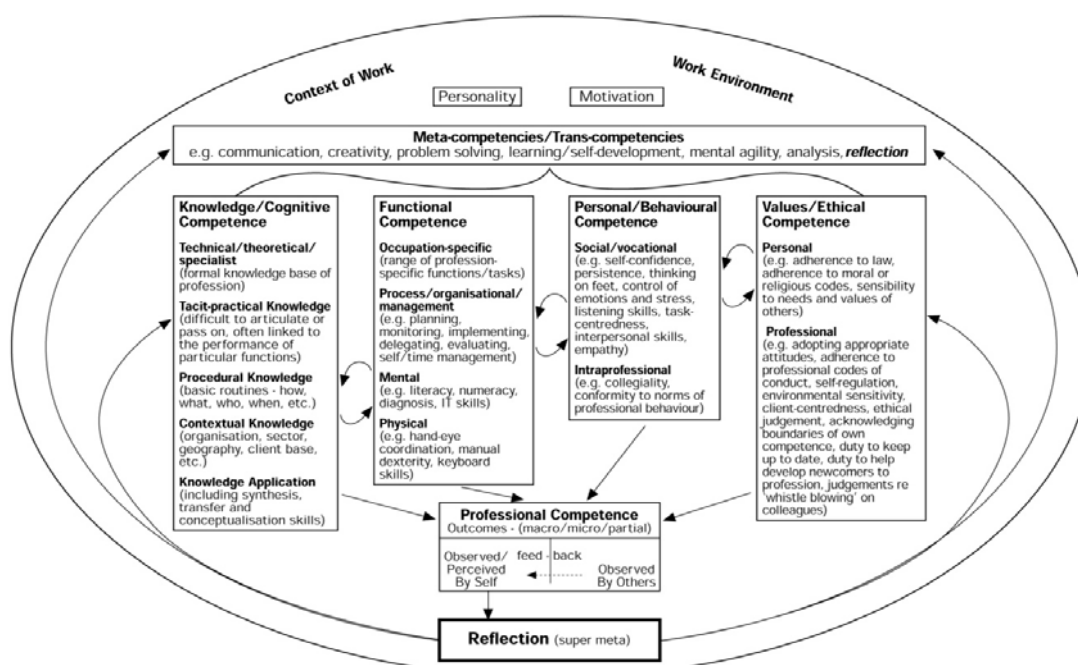 Context of Work
Work Environment
Personality
Motivation
Meta-competencies/Trans-competencies
e.g. communication, creativity, problem solving, learning/self-development, mental agility, analysis, reflection
Knowledge/Cognitive
Competence
Technical/theoretical/
specialist
(formal knowledge base of
profession)
Tacit-practical Knowledge
(difficult to articulate or
pass on, often linked to
the performance of
particular functions)
Procedural Knowledge
(basic routines - how,
what, who, when, etc.)
Contextual Knowledge
(organisation, sector,
geography, client base,
etc.)
Knowledge Application
(including synthesis,
transfer and
conceptualisation skills)
Functional
Competence
Occupation-specific
(range of profession-
specific functions/tasks)
Process/organisational/
management
(e.g. planning,
monitoring, implementing,
delegating, evaluating,
self/time management)
Mental
(e.g. literacy, numeracy,
diagnosis, IT skills)
Physical
(e.g. hand-eye
coordination, manual
dexterity, keyboard
skills)
Personal/Behavioural
Competence
Social/vocational
(e.g. self-confidence,
persistence, thinking
on feet, control of
emotions and stress,
listening skills, task-
centredness,
interpersonal skills,
empathy)
Intraprofessional
(e.g. collegiality,
conformity to norms of
professional behaviour)
Values/Ethical
Competence
Personal
(e.g. adherence to law,
adherence to moral or
religious codes, sensibility
to needs and values of
others)
Professional
(e.g. adopting appropriate
attitudes, adherence to
professional codes of
conduct, self-regulation,
environmental sensitivity,
client-centredness, ethical
judgement, acknowledging
boundaries of own
competence, duty to keep
up to date, duty to help
develop newcomers to
profession, judgements re
'whistle blowing' on
colleagues)
Professional Competence
Outcomes - (macro/micro/partial)
Observed/
Perceived
By Self
feed - back
Observed
By Others
Reflection (super meta)